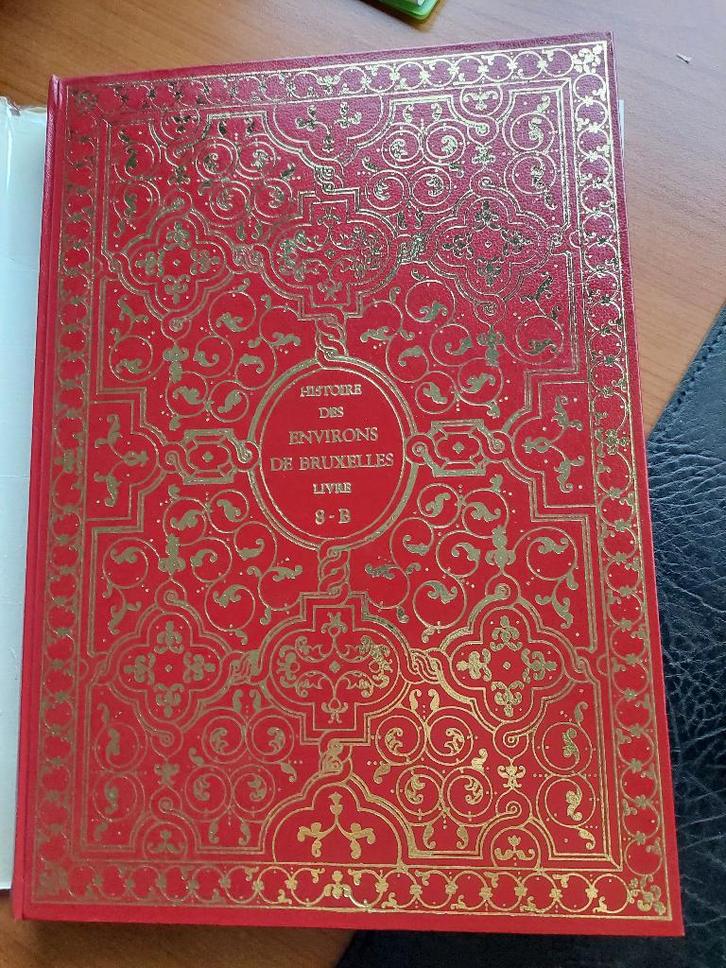 HISTOIRE
DES
ENVIRONS
DE BRUXELLES
LIVRE
8-B